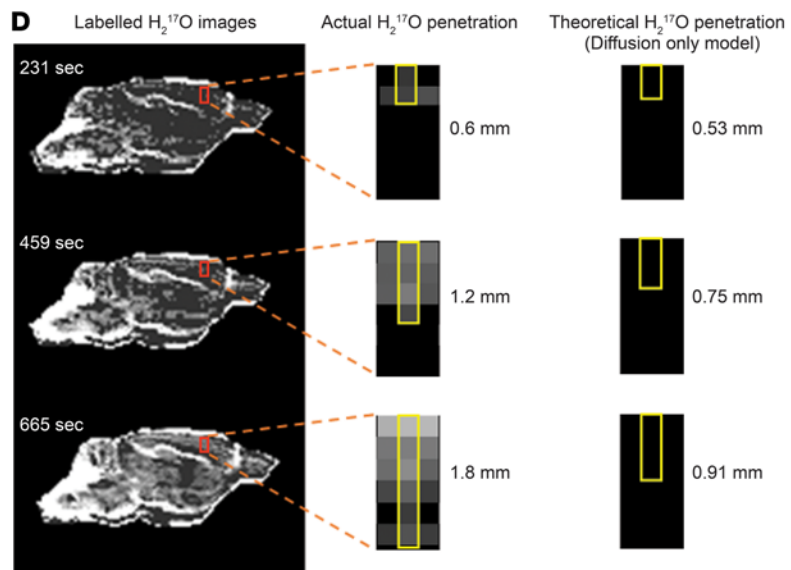 D
Labelled H₂¹⁷O images
Actual H₂¹⁷O penetration
Theoretical H₂¹⁷O penetration
(Diffusion only model)
231 sec
0.6 mm
0.53 mm
459 sec
1.2 mm
0.75 mm
665 sec
1.8 mm
0.91 mm